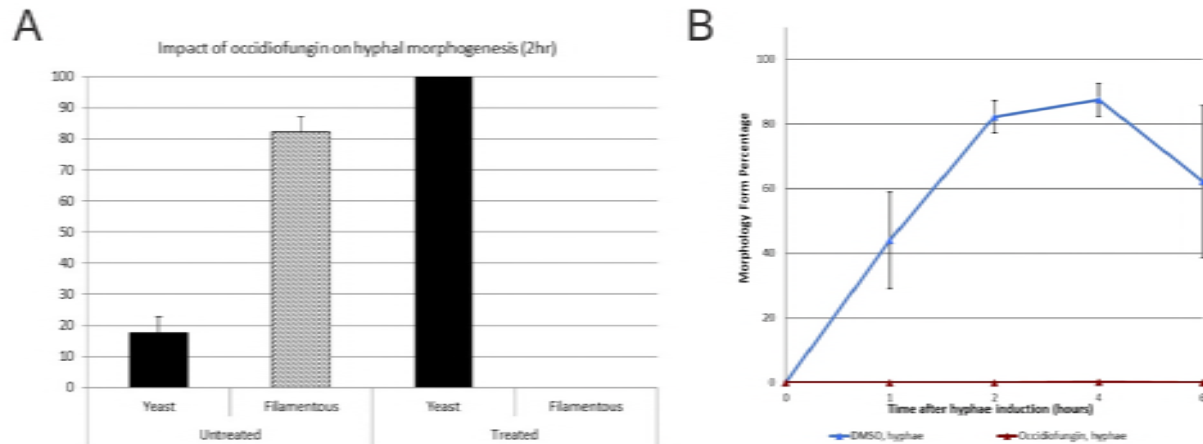 A
Impact of occidiofungin on hyphal morphogenesis (2hr)
100
90
80
70
60
50
40
30
20
10
0
Yeast Filamentous Yeast Filamentous
Untreated Treated
B
Morphology Form Percentage
100
80
60
40
20
0
0 1 2 4 6
Time after hyphae induction (hours)
DMSO, hyphae Occidiofungin, hyphae